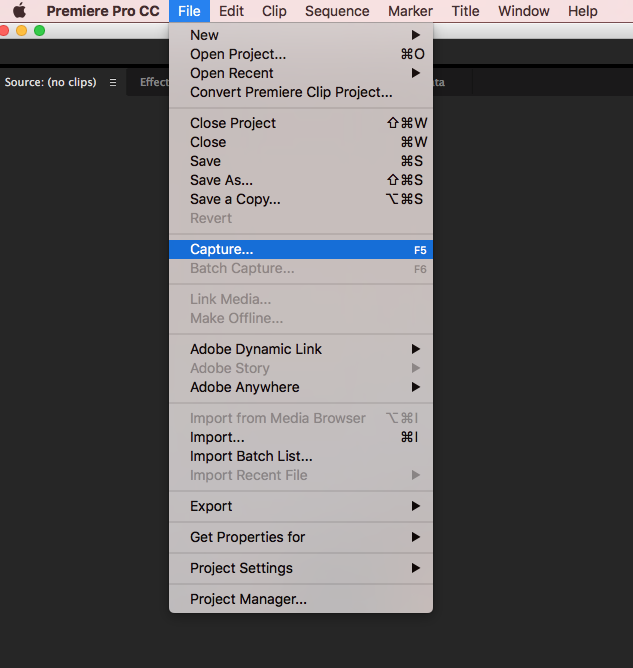 Premiere Pro CC File Edit Clip Sequence Marker Title Window Help
Source: (no clips) Effect ta
New
Open Project... ⌘O
Open Recent
Convert Premiere Clip Project...
Close Project ⇧⌘W
Close ⌘W
Save ⌘S
Save As... ⇧⌘S
Save a Copy... ⌥⌘S
Revert
Capture... F5
Batch Capture... F6
Link Media...
Make Offline...
Adobe Dynamic Link
Adobe Story
Adobe Anywhere
Import from Media Browser ⌥⌘I
Import... ⌘I
Import Batch List...
Import Recent File
Export
Get Properties for
Project Settings
Project Manager...